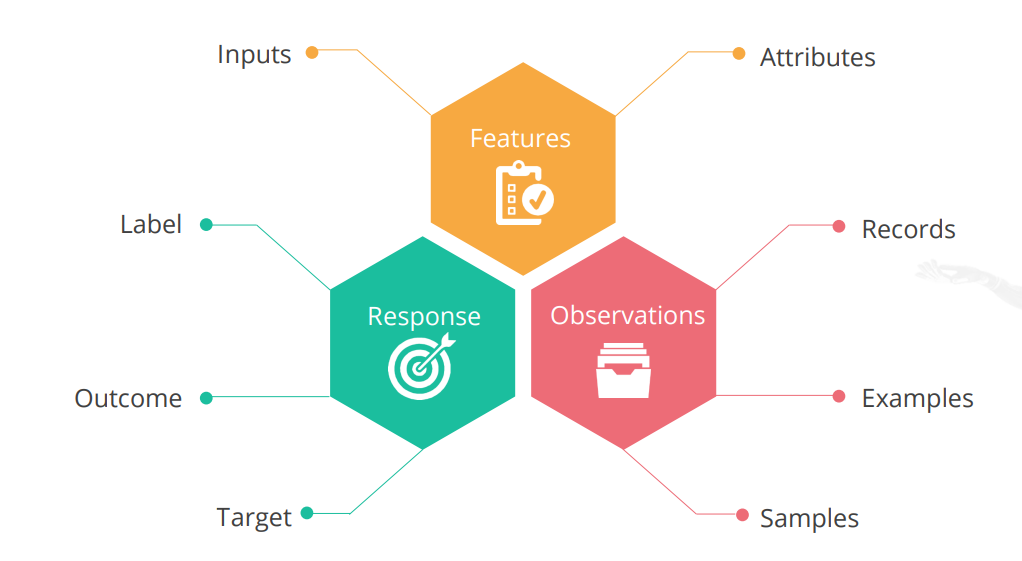 Inputs
Attributes
Features
Label
Records
Response
Observations
Outcome
Examples
Target
Samples